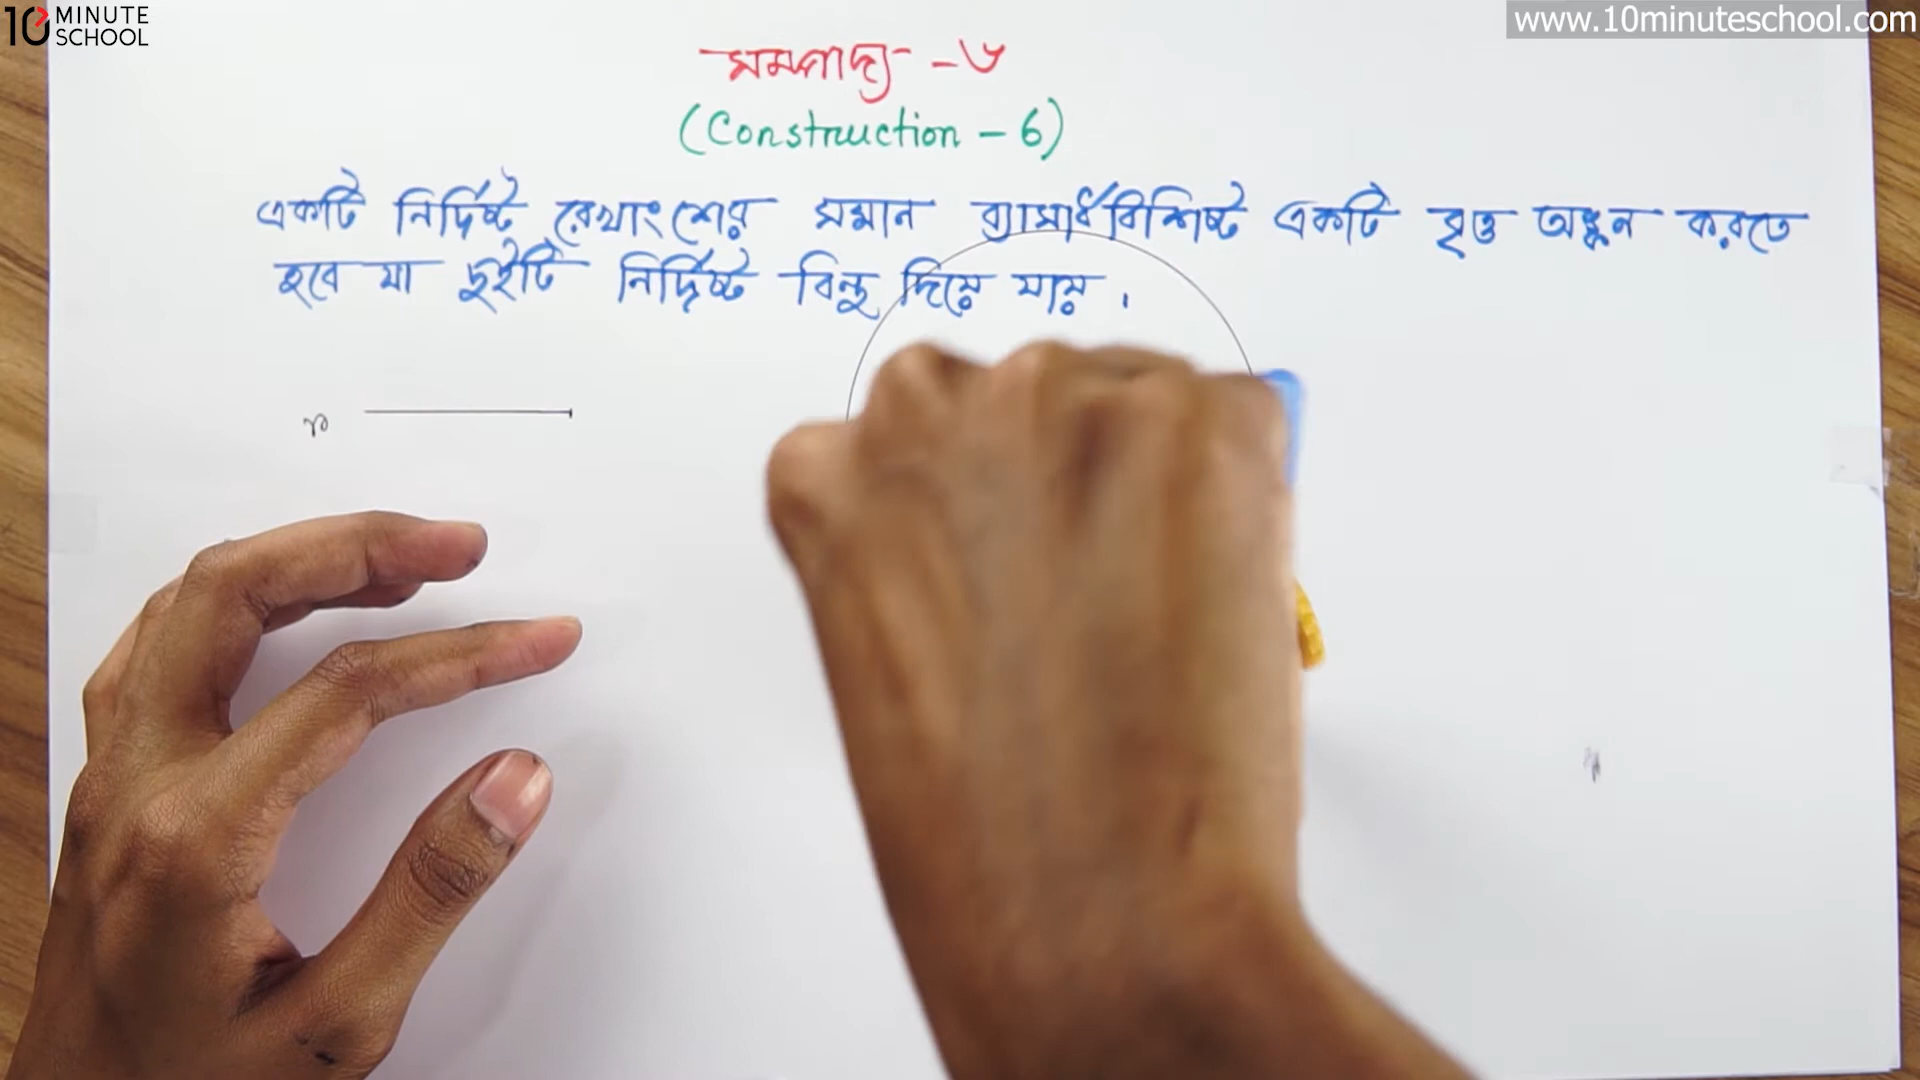 10 MINUTE
SCHOOL
www.10minuteschool.com
সম্পাদ্য - ৬
(Construction - 6)
একটি নির্দিষ্ট রেখাংশের সমান ব্যাসার্ধবিশিষ্ট একটি বৃত্ত অঙ্কন করতে
হবে যা দুইটি নির্দিষ্ট বিন্দু দিয়ে যায়।
r